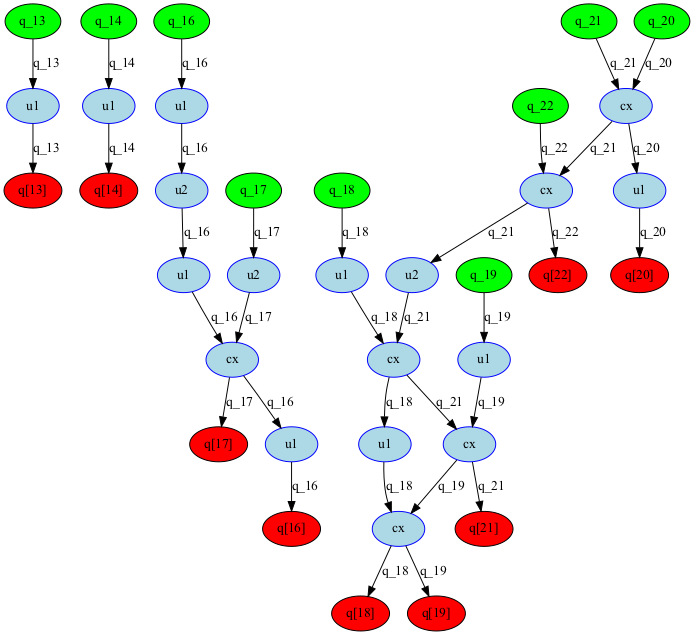 q_13 q_14 q_16 q_21 q_20
q_13 q_14 q_16 q_21 q_20
u1 u1 u1 q_22 cx
q_13 q_14 q_16 q_22 q_21 q_20
q[13] q[14] u2 q_17 q_18 cx u1
q_16 q_17 q_18 q_21 q_22 q_20
u1 u2 u1 u2 q_19 q[22] q[20]
q_16 q_17 q_18 q_21 q_19
cx cx u1
q_17 q_16 q_18 q_21 q_19
q[17] u1 u1 cx
q_16 q_18 q_19 q_21
q[16] cx q[21]
q_18 q_19
q[18] q[19]